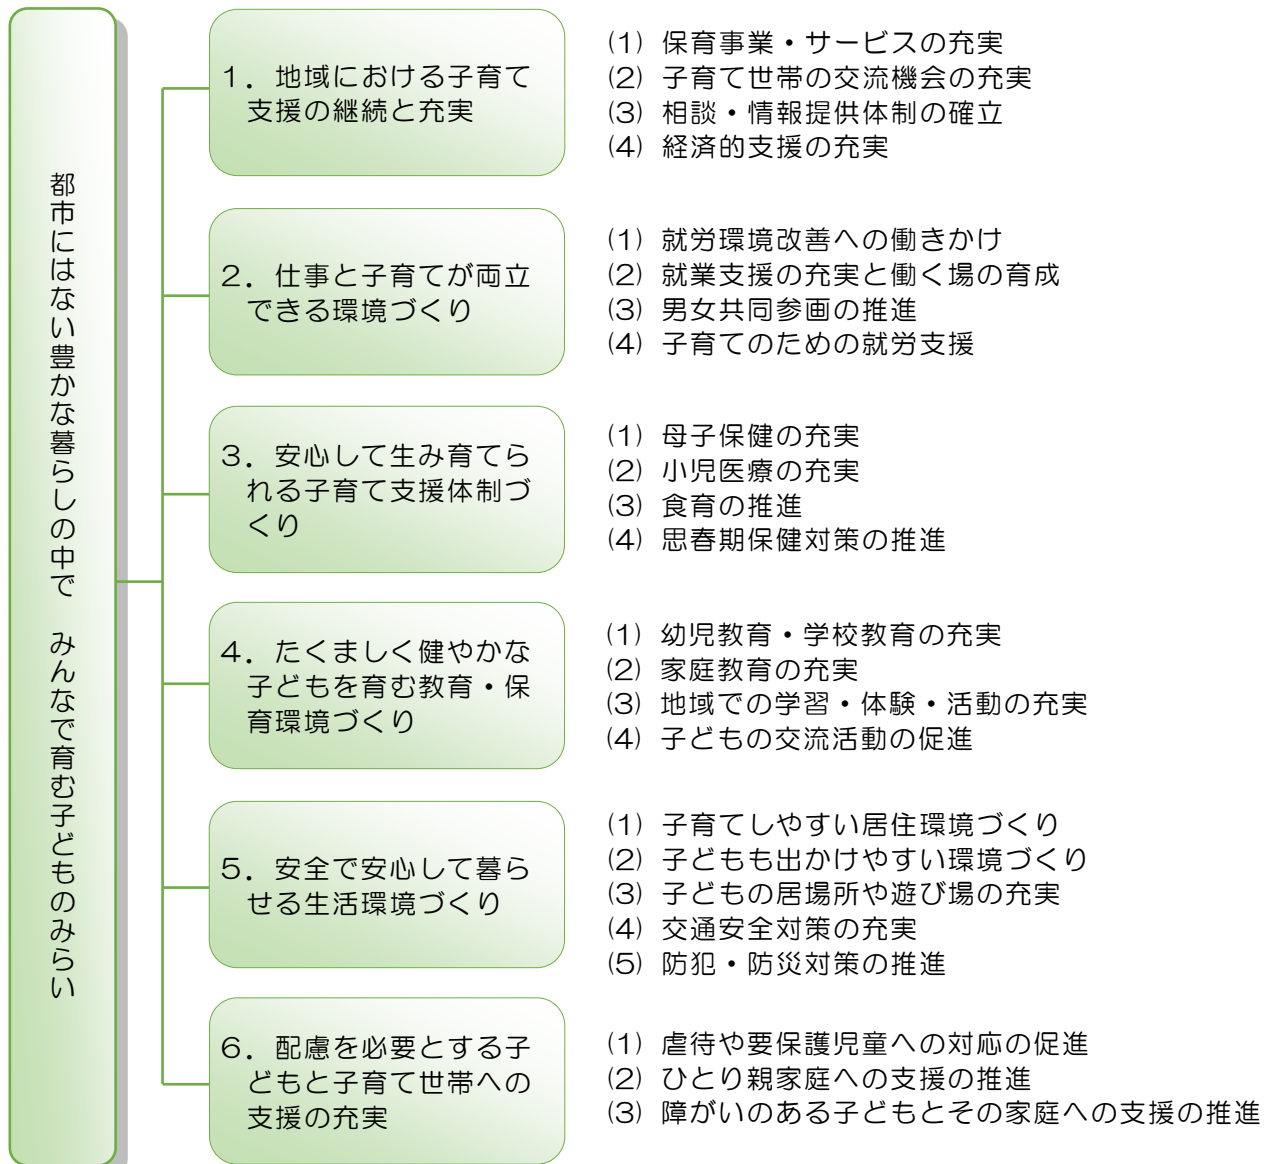 都市にはない豊かな暮らしの中で　みんなで育む子どものみらい
１．地域における子育て
支援の継続と充実
(1) 保育事業・サービスの充実
(2) 子育て世帯の交流機会の充実
(3) 相談・情報提供体制の確立
(4) 経済的支援の充実
２．仕事と子育てが両立
できる環境づくり
(1) 就労環境改善への働きかけ
(2) 就業支援の充実と働く場の育成
(3) 男女共同参画の推進
(4) 子育てのための就労支援
３．安心して生み育てら
れる子育て支援体制づ
くり
(1) 母子保健の充実
(2) 小児医療の充実
(3) 食育の推進
(4) 思春期保健対策の推進
４．たくましく健やかな
子どもを育む教育・保
育環境づくり
(1) 幼児教育・学校教育の充実
(2) 家庭教育の充実
(3) 地域での学習・体験・活動の充実
(4) 子どもの交流活動の促進
５．安全で安心して暮ら
せる生活環境づくり
(1) 子育てしやすい居住環境づくり
(2) 子どもも出かけやすい環境づくり
(3) 子どもの居場所や遊び場の充実
(4) 交通安全対策の充実
(5) 防犯・防災対策の推進
６．配慮を必要とする子
どもと子育て世帯への
支援の充実
(1) 虐待や要保護児童への対応の促進
(2) ひとり親家庭への支援の推進
(3) 障がいのある子どもとその家庭への支援の推進